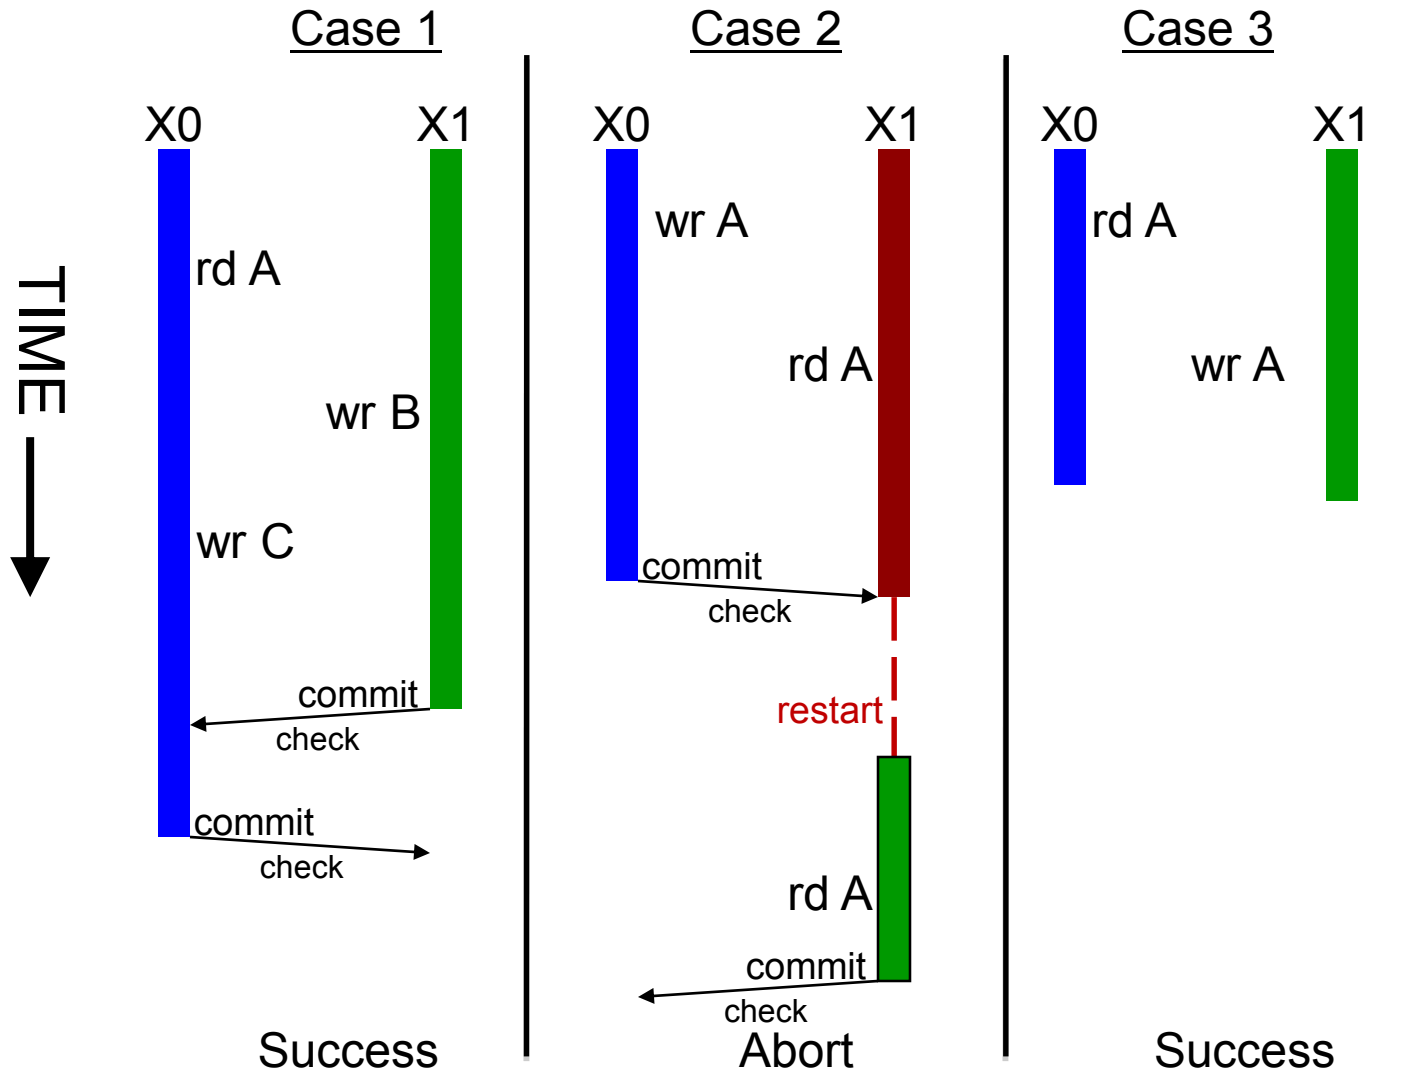 Case 1
X0
X1
rd A
wr B
wr C
commit
check
commit
check
Success
TIME
Case 2
X0
X1
wr A
rd A
commit
check
restart
rd A
commit
check
Abort
Case 3
X0
X1
rd A
wr A
Success